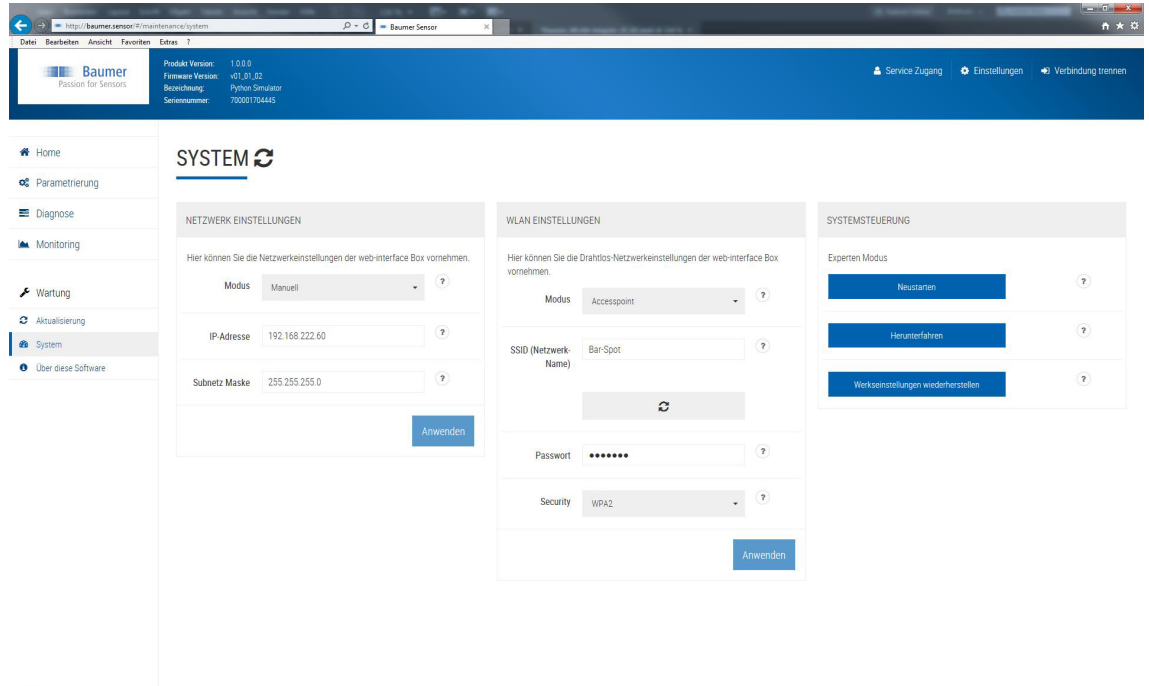 http://baumer.sensor/#/maintenance/system
Baumer Sensor
Datei Bearbeiten Ansicht Favoriten Extras ?
Baumer
Passion for Sensors
Produkt Version: 1.0.0.0
Firmware Version: v01_01_02
Bezeichnung: Python Simulator
Seriennummer: 700001704445
Service Zugang
Einstellungen
Verbindung trennen
Home
Parametrierung
Diagnose
Monitoring
Wartung
Aktualisierung
System
Über diese Software
SYSTEM
NETZWERK EINSTELLUNGEN
Hier können Sie die Netzwerkeinstellungen der web-interface Box vornehmen.
Modus Manuell ?
IP-Adresse 192.168.222.60 ?
Subnetz Maske 255.255.255.0 ?
Anwenden
WLAN EINSTELLUNGEN
Hier können Sie die Drahtlos-Netzwerkeinstellungen der web-interface Box
vornehmen.
Modus Accesspoint ?
SSID (Netzwerk- Bar-Spot ?
Name)
Passwort ••••••• ?
Security WPA2 ?
Anwenden
SYSTEMSTEUERUNG
Experten Modus
Neustarten ?
Herunterfahren ?
Werkseinstellungen wiederherstellen ?